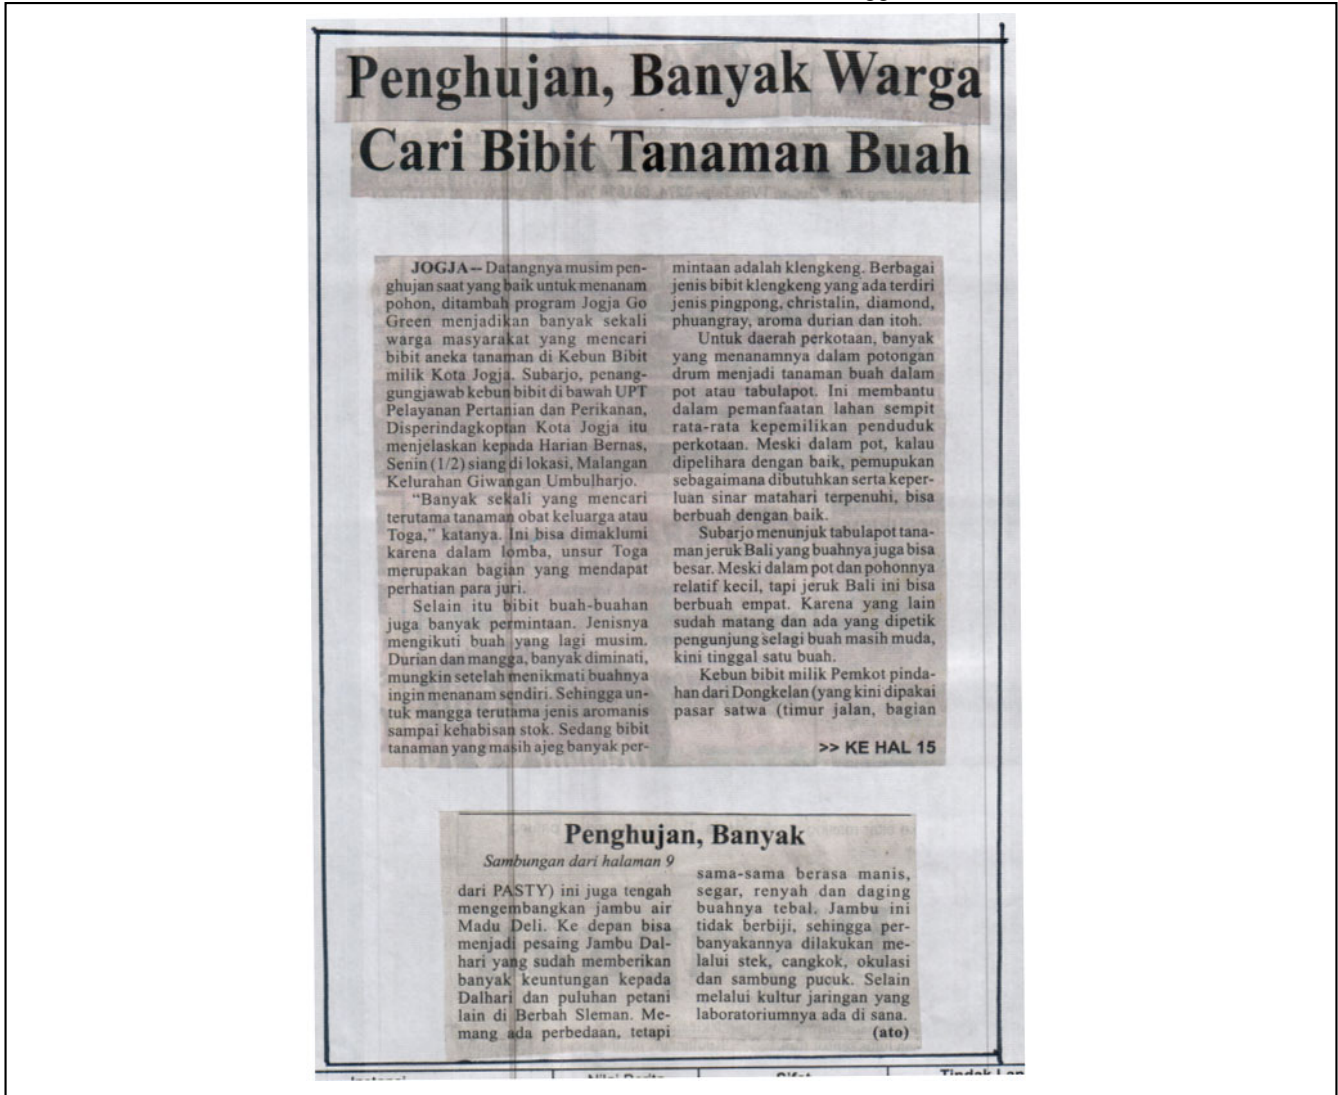 Penghujan, Banyak Warga
Cari Bibit Tanaman Buah
JOGJA -- Datangnya musim pen-
ghujan saat yang baik untuk menanam
pohon, ditambah program Jogja Go
Green menjadikan banyak sekali
warga masyarakat yang mencari
bibit aneka tanaman di Kebun Bibit
milik Kota Jogja. Subarjo, penang-
gungjawab kebun bibit di bawah UPT
Pelayanan Pertanian dan Perikanan,
Disperindagkoptan Kota Jogja itu
menjelaskan kepada Harian Bernas,
Senin (1/2) siang di lokasi, Malangan
Kelurahan Giwangan Umbulharjo.
"Banyak sekali yang mencari
terutama tanaman obat keluarga atau
Toga," katanya. Ini bisa dimaklumi
karena dalam lomba, unsur Toga
merupakan bagian yang mendapat
perhatian para juri.
Selain itu bibit buah-buahan
juga banyak permintaan. Jenisnya
mengikuti buah yang lagi musim.
Durian dan mangga, banyak diminati,
mungkin setelah menikmati buahnya
ingin menanam sendiri. Sehingga un-
tuk mangga terutama jenis aromanis
sampai kehabisan stok. Sedang bibit
tanaman yang masih ajeg banyak per-
mintaan adalah klengkeng. Berbagai
jenis bibit klengkeng yang ada terdiri
jenis pingpong, christalin, diamond,
phuangray, aroma durian dan itoh.
Untuk daerah perkotaan, banyak
yang menanamnya dalam potongan
drum menjadi tanaman buah dalam
pot atau tabulapot. Ini membantu
dalam pemanfaatan lahan sempit
rata-rata kepemilikan penduduk
perkotaan. Meski dalam pot, kalau
dipelihara dengan baik, pemupukan
sebagaimana dibutuhkan serta keper-
luan sinar matahari terpenuhi, bisa
berbuah dengan baik.
Subarjo menunjuk tabulapot tana-
man jeruk Bali yang buahnya juga bisa
besar. Meski dalam pot dan pohonnya
relatif kecil, tapi jeruk Bali ini bisa
berbuah empat. Karena yang lain
sudah matang dan ada yang dipetik
pengunjung selagi buah masih muda,
kini tinggal satu buah.
Kebun bibit milik Pemkot pinda-
han dari Dongkelan (yang kini dipakai
pasar satwa (timur jalan, bagian
>> KE HAL 15
Penghujan, Banyak
Sambungan dari halaman 9
dari PASTY) ini juga tengah
mengembangkan jambu air
Madu Deli. Ke depan bisa
menjadi pesaing Jambu Dal-
hari yang sudah memberikan
banyak keuntungan kepada
Dalhari dan puluhan petani
lain di Berbah Sleman. Me-
mang ada perbedaan, tetapi
sama-sama berasa manis,
segar, renyah dan daging
buahnya tebal. Jambu ini
tidak berbiji, sehingga per-
banyakannya dilakukan me-
lalui stek, cangkok, okulasi
dan sambung pucuk. Selain
melalui kultur jaringan yang
laboratoriumnya ada di sana.
(ato)